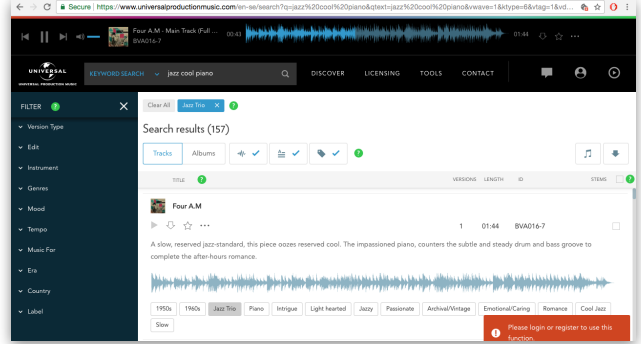 Secure | https://www.universalproductionmusic.com/en-se/search?q=jazz%20cool%20piano&qtext=jazz%20cool%20piano&vwave=1&ktype=6&vtag=1&vd...
Four A.M - Main Track (Full ...
BVA016-7
00:43
01:44
UNIVERSAL
UNIVERSAL PRODUCTION MUSIC
KEYWORD SEARCH
jazz cool piano
DISCOVER
LICENSING
TOOLS
CONTACT
FILTER ?
Clear All
Jazz Trio X
?
Version Type
Edit
Instrument
Genres
Mood
Tempo
Music For
Era
Country
Label
Search results (157)
Tracks
Albums
?
TITLE ?
VERSIONS
LENGTH
ID
STEMS
?
Four A.M
1
01:44
BVA016-7
A slow, reserved jazz-standard, this piece oozes reserved cool. The impassioned piano, counters the subtle and steady drum and bass groove to
complete the after-hours romance.
1950s
1960s
Jazz Trio
Piano
Intrigue
Light hearted
Jazzy
Passionate
Archival/Vintage
Emotional/Caring
Romance
Cool Jazz
Slow
Please login or register to use this
function.